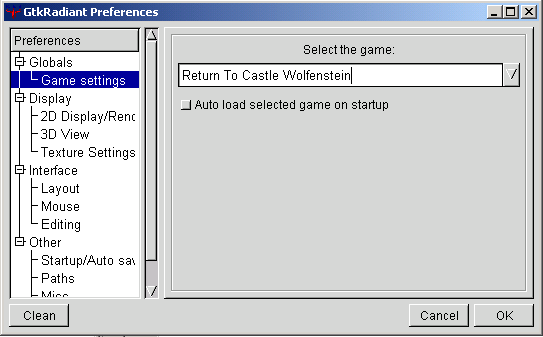 GtkRadiant Preferences
Preferences
Globals
Game settings
Display
2D Display/Rend
3D View
Texture Settings
Interface
Layout
Mouse
Editing
Other
Startup/Auto sav
Paths
Misc
Select the game:
Return To Castle Wolfenstein
Auto load selected game on startup
Clean
Cancel
OK